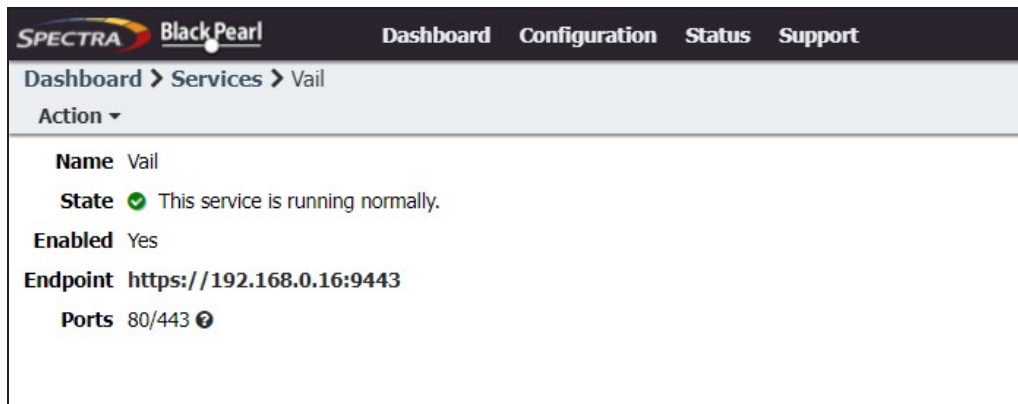 SPECTRA BlackPearl Dashboard Configuration Status Support
Dashboard > Services > Vail
Action
Name Vail
State This service is running normally.
Enabled Yes
Endpoint https://192.168.0.16:9443
Ports 80/443 ?